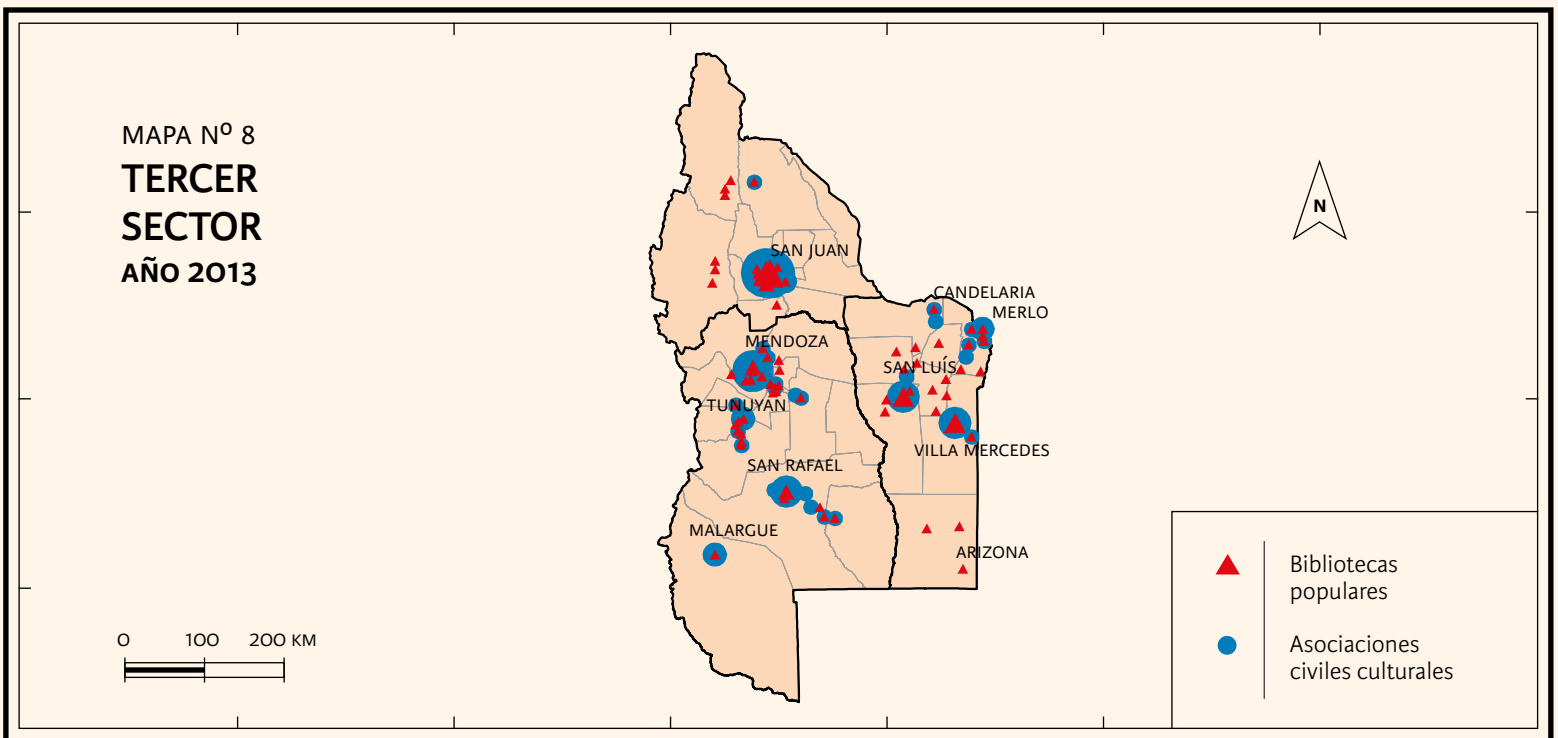 MAPA Nº 8
TERCER
SECTOR
AÑO 2013
N
SAN JUAN
CANDELARIA
MERLO
MENDOZA
SAN LUÍS
TUNUYAN
VILLA MERCEDES
SAN RAFAEL
MALARGUE
ARIZONA
0 100 200 KM
Bibliotecas
populares
Asociaciones
civiles culturales